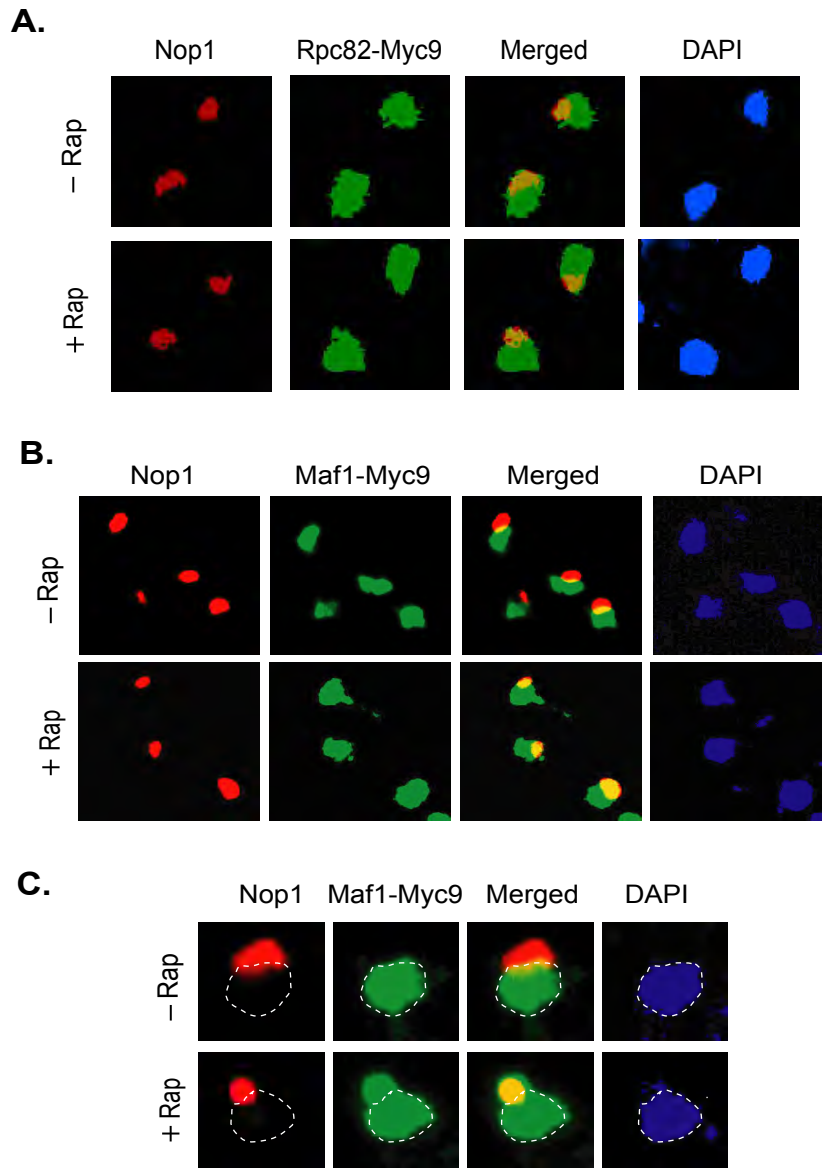 A.
Nop1 Rpc82-Myc9 Merged DAPI
– Rap
+ Rap
B.
Nop1 Maf1-Myc9 Merged DAPI
– Rap
+ Rap
C.
Nop1 Maf1-Myc9 Merged DAPI
– Rap
+ Rap